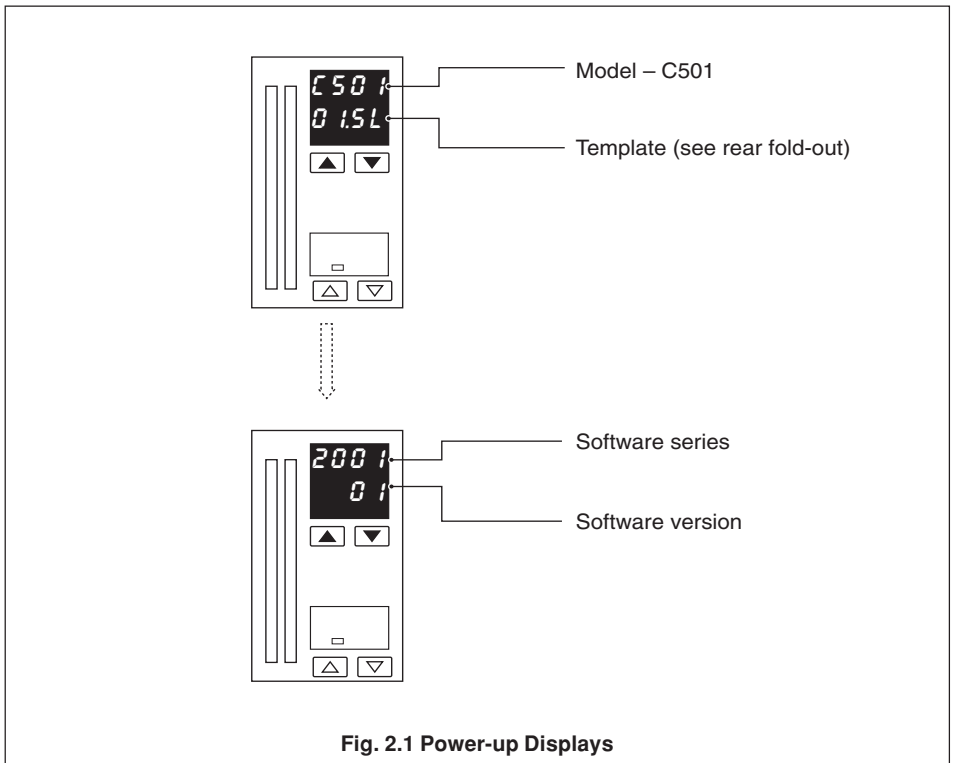 C501
Model – C501
01.SL
Template (see rear fold-out)
2001
Software series
01
Software version
Fig. 2.1 Power-up Displays